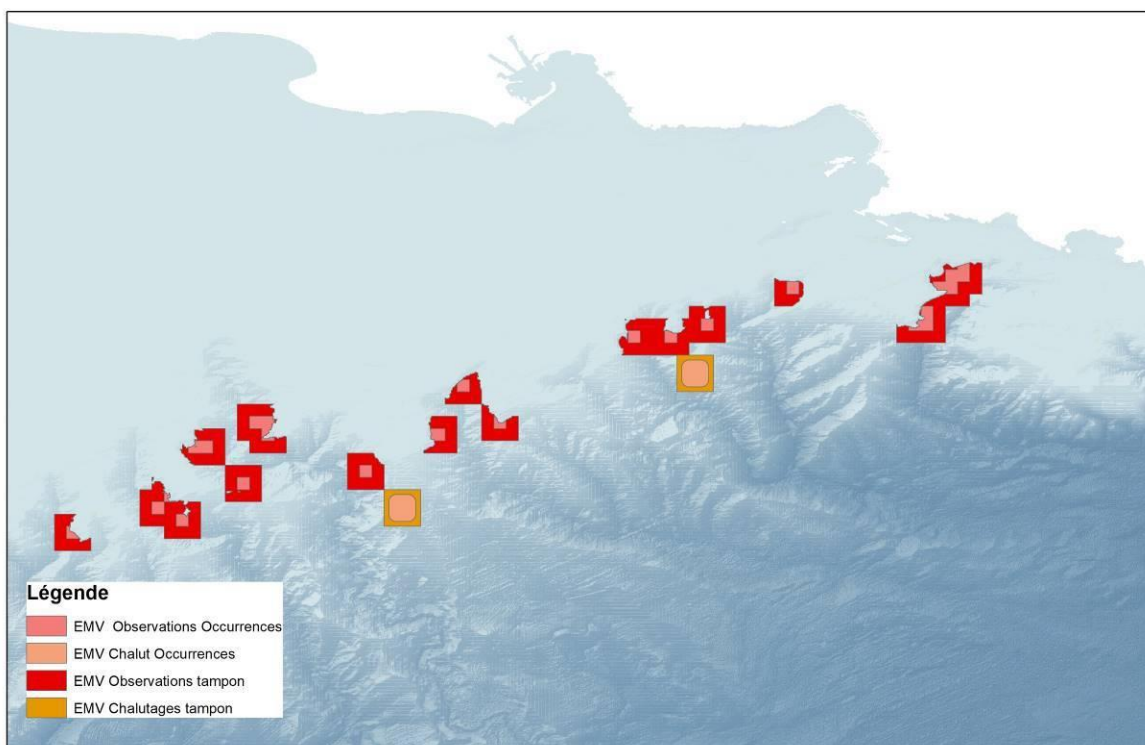 Légende
EMV Observations Occurrences
EMV Chalut Occurrences
EMV Observations tampon
EMV Chalutages tampon